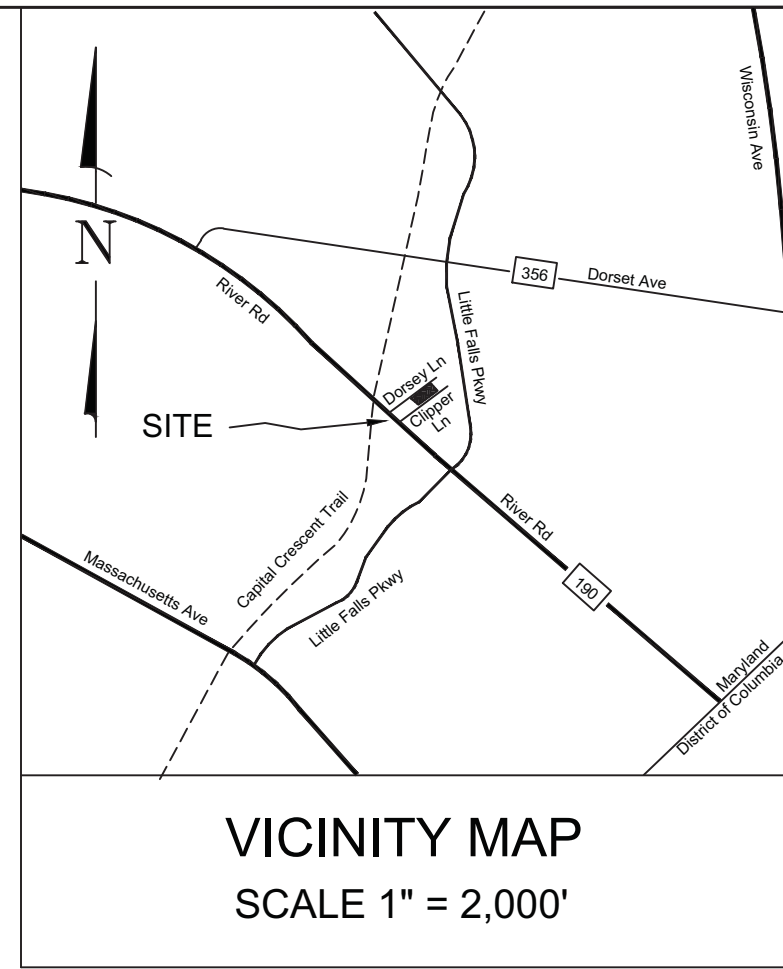 Wisconsin Ave
N
356
Dorset Ave
River Rd
Little Falls Pkwy
Dorsey Ln
Clipper
Ln
SITE
Capital Crescent Trail
River Rd
Massachusetts Ave
Little Falls Pkwy
190
Maryland
District of Columbia
VICINITY MAP
SCALE 1" = 2,000'